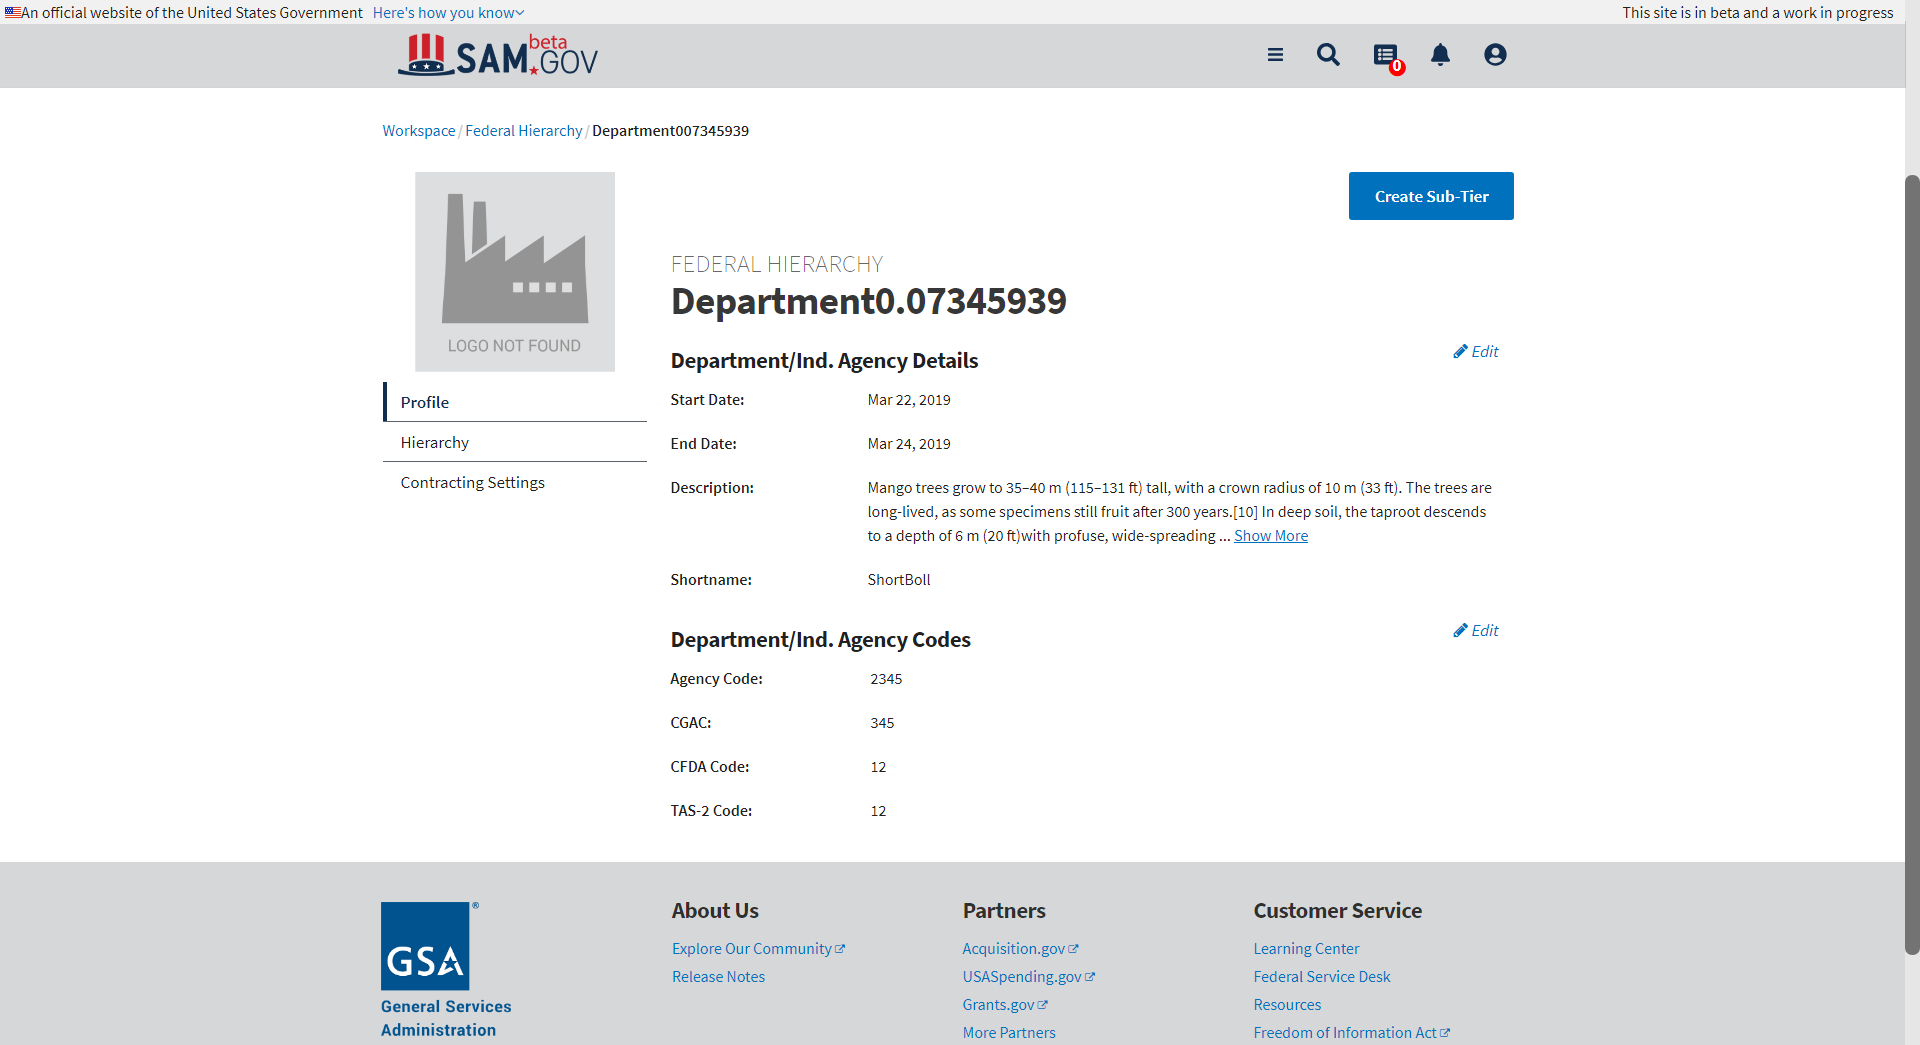 An official website of the United States Government Here's how you know
This site is in beta and a work in progress
SAM.GOV beta
0
Workspace / Federal Hierarchy / Department007345939
LOGO NOT FOUND
Create Sub-Tier
Profile
Hierarchy
Contracting Settings
FEDERAL HIERARCHY
Department0.07345939
Department/Ind. Agency Details
Edit
Start Date: Mar 22, 2019
End Date: Mar 24, 2019
Description: Mango trees grow to 35–40 m (115–131 ft) tall, with a crown radius of 10 m (33 ft). The trees are
long-lived, as some specimens still fruit after 300 years.[10] In deep soil, the taproot descends
to a depth of 6 m (20 ft)with profuse, wide-spreading ... Show More
Shortname: ShortBoll
Department/Ind. Agency Codes
Edit
Agency Code: 2345
CGAC: 345
CFDA Code: 12
TAS-2 Code: 12
GSA ®
General Services
Administration
About Us
Explore Our Community
Release Notes
Partners
Acquisition.gov
USASpending.gov
Grants.gov
More Partners
Customer Service
Learning Center
Federal Service Desk
Resources
Freedom of Information Act